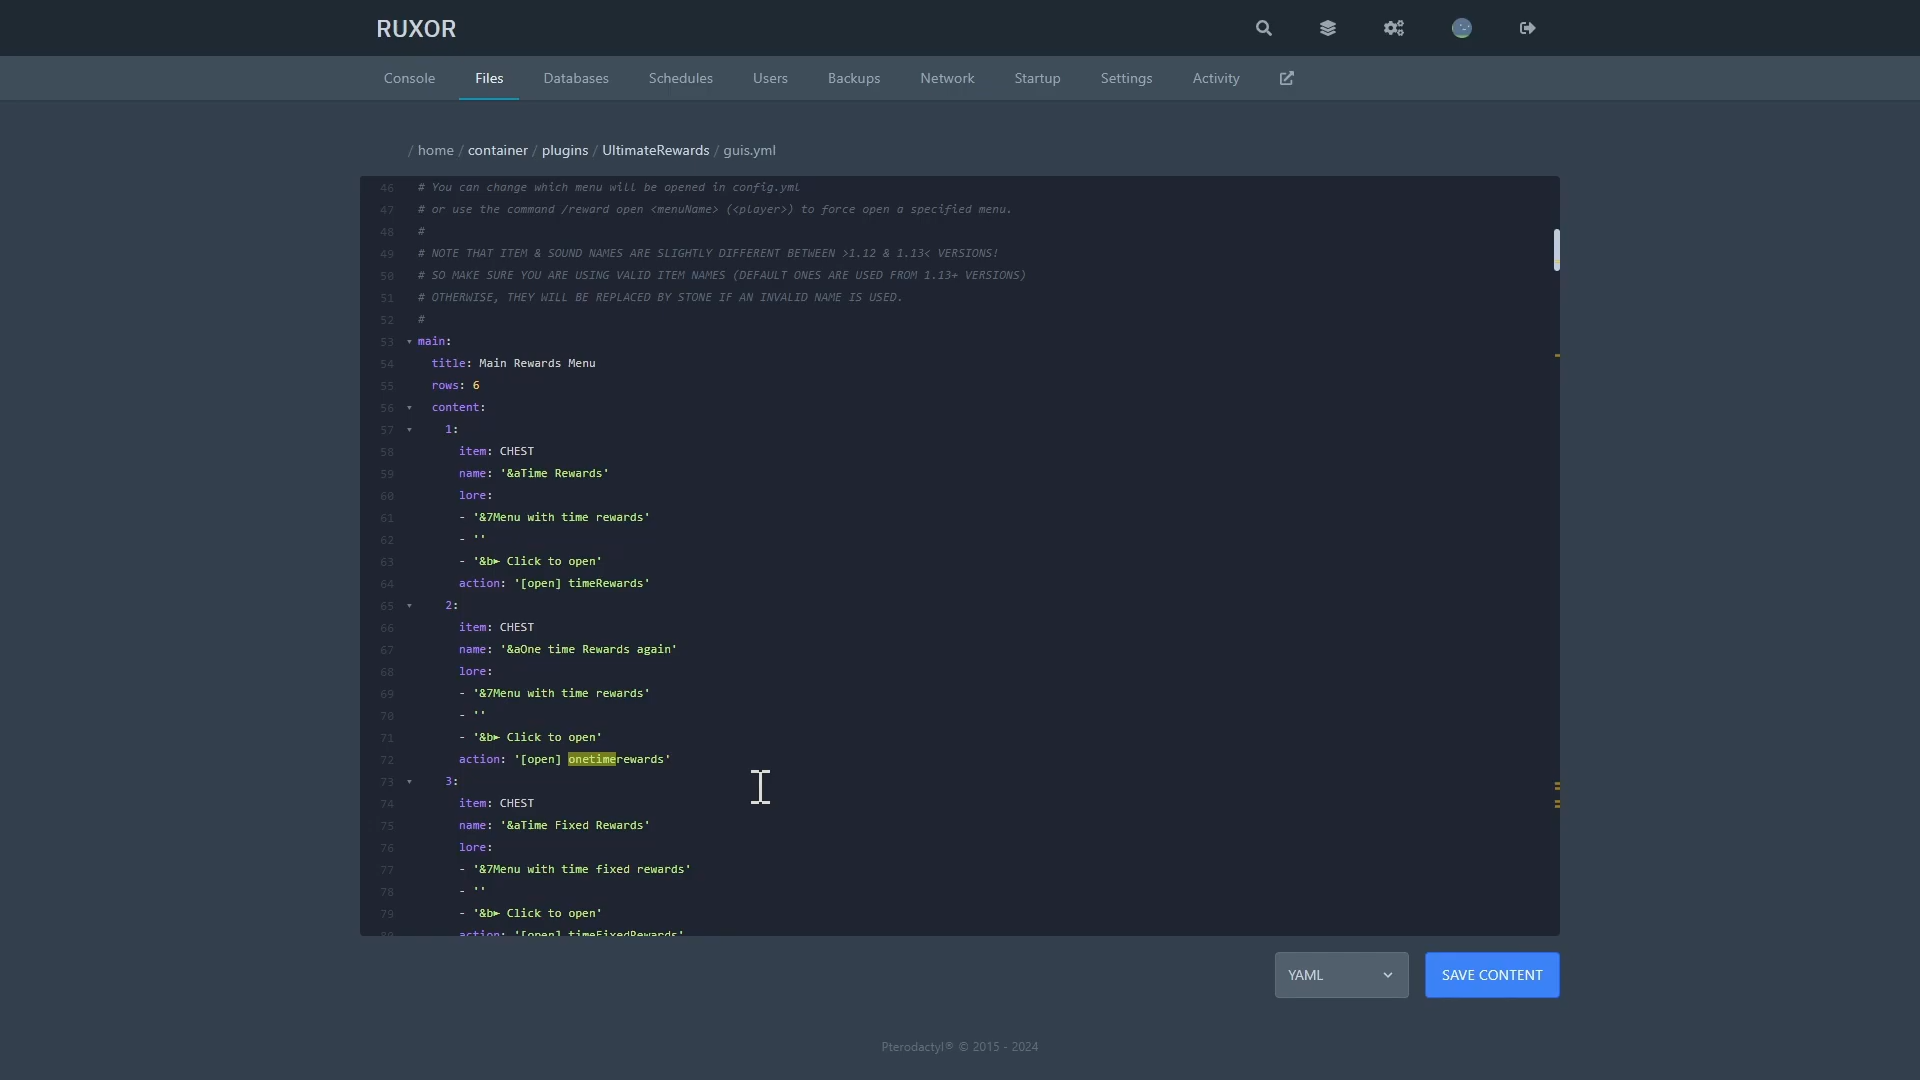 RUXOR
Console Files Databases Schedules Users Backups Network Startup Settings Activity
/ home / container / plugins / UltimateRewards / guis.yml
46 # You can change which menu will be opened in config.yml
47 # or use the command /reward open <menuName> (<player>) to force open a specified menu.
48 #
49 # NOTE THAT ITEM & SOUND NAMES ARE SLIGHTLY DIFFERENT BETWEEN >1.12 & 1.13< VERSIONS!
50 # SO MAKE SURE YOU ARE USING VALID ITEM NAMES (DEFAULT ONES ARE USED FROM 1.13+ VERSIONS)
51 # OTHERWISE, THEY WILL BE REPLACED BY STONE IF AN INVALID NAME IS USED.
52 #
53 main:
54 title: Main Rewards Menu
55 rows: 6
56 content:
57 1:
58 item: CHEST
59 name: '&aTime Rewards'
60 lore:
61 - '&7Menu with time rewards'
62 - ''
63 - '&b► Click to open'
64 action: '[open] timeRewards'
65 2:
66 item: CHEST
67 name: '&aOne time Rewards again'
68 lore:
69 - '&7Menu with time rewards'
70 - ''
71 - '&b► Click to open'
72 action: '[open] onetimerewards'
73 3:
74 item: CHEST
75 name: '&aTime Fixed Rewards'
76 lore:
77 - '&7Menu with time fixed rewards'
78 - ''
79 - '&b► Click to open'
80 action: '[open] timeFixedRewards'
YAML
SAVE CONTENT
Pterodactyl® © 2015 - 2024